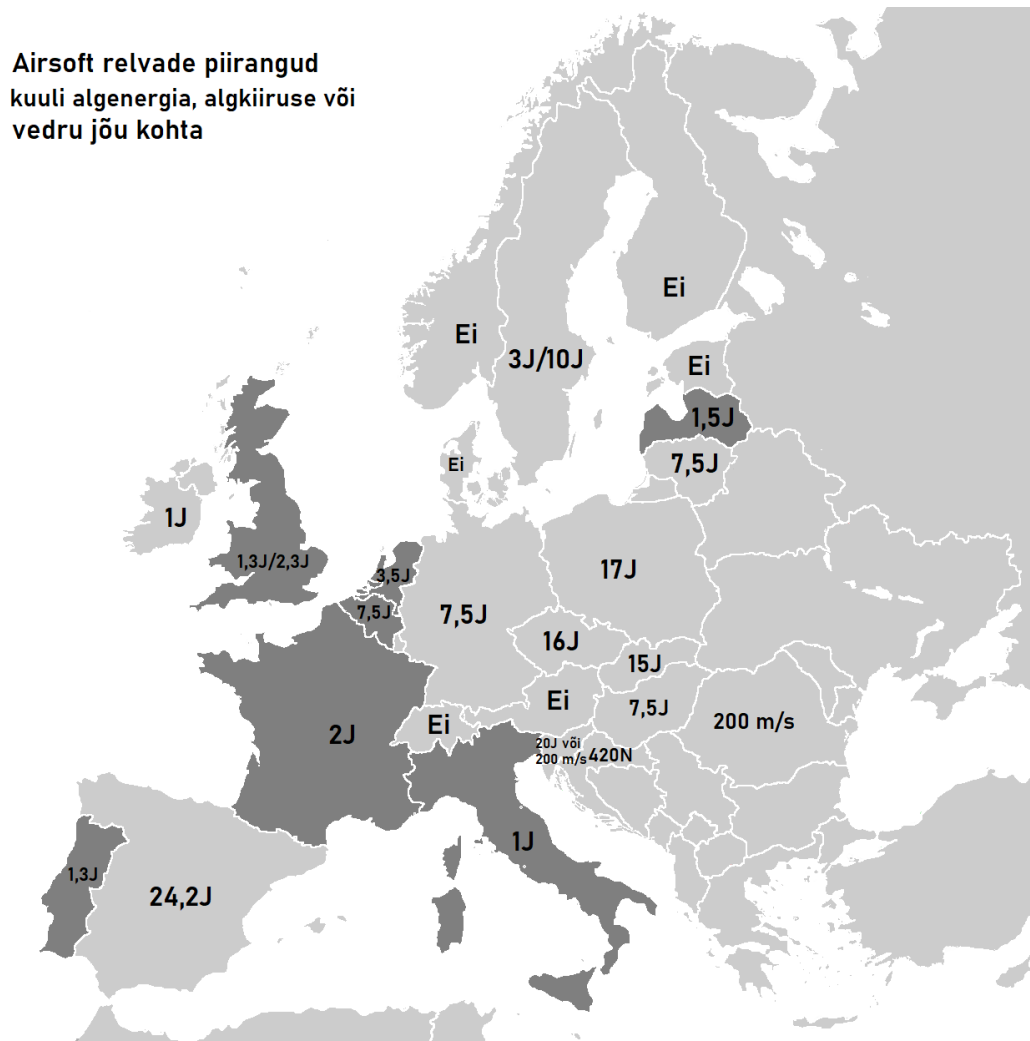 Airsoft relvade piirangud
kuuli algenergia, algkiiruse või
vedru jõu kohta
Ei
Ei
3J/10J
Ei
1,5J
Ei
7,5J
1J
1,3J/2,3J
3,5J
17J
7,5J
7,5J
16J
15J
Ei
7,5J
Ei
200 m/s
2J
20J või
200 m/s
420N
1J
1,3J
24,2J